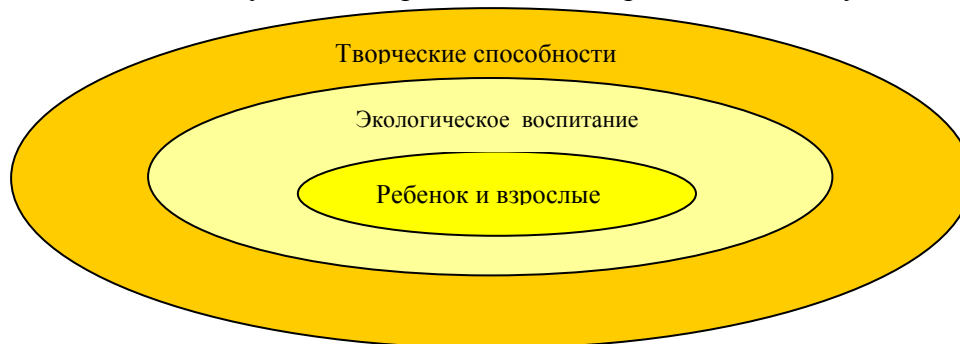 Творческие способности
Экологическое воспитание
Ребенок и взрослые